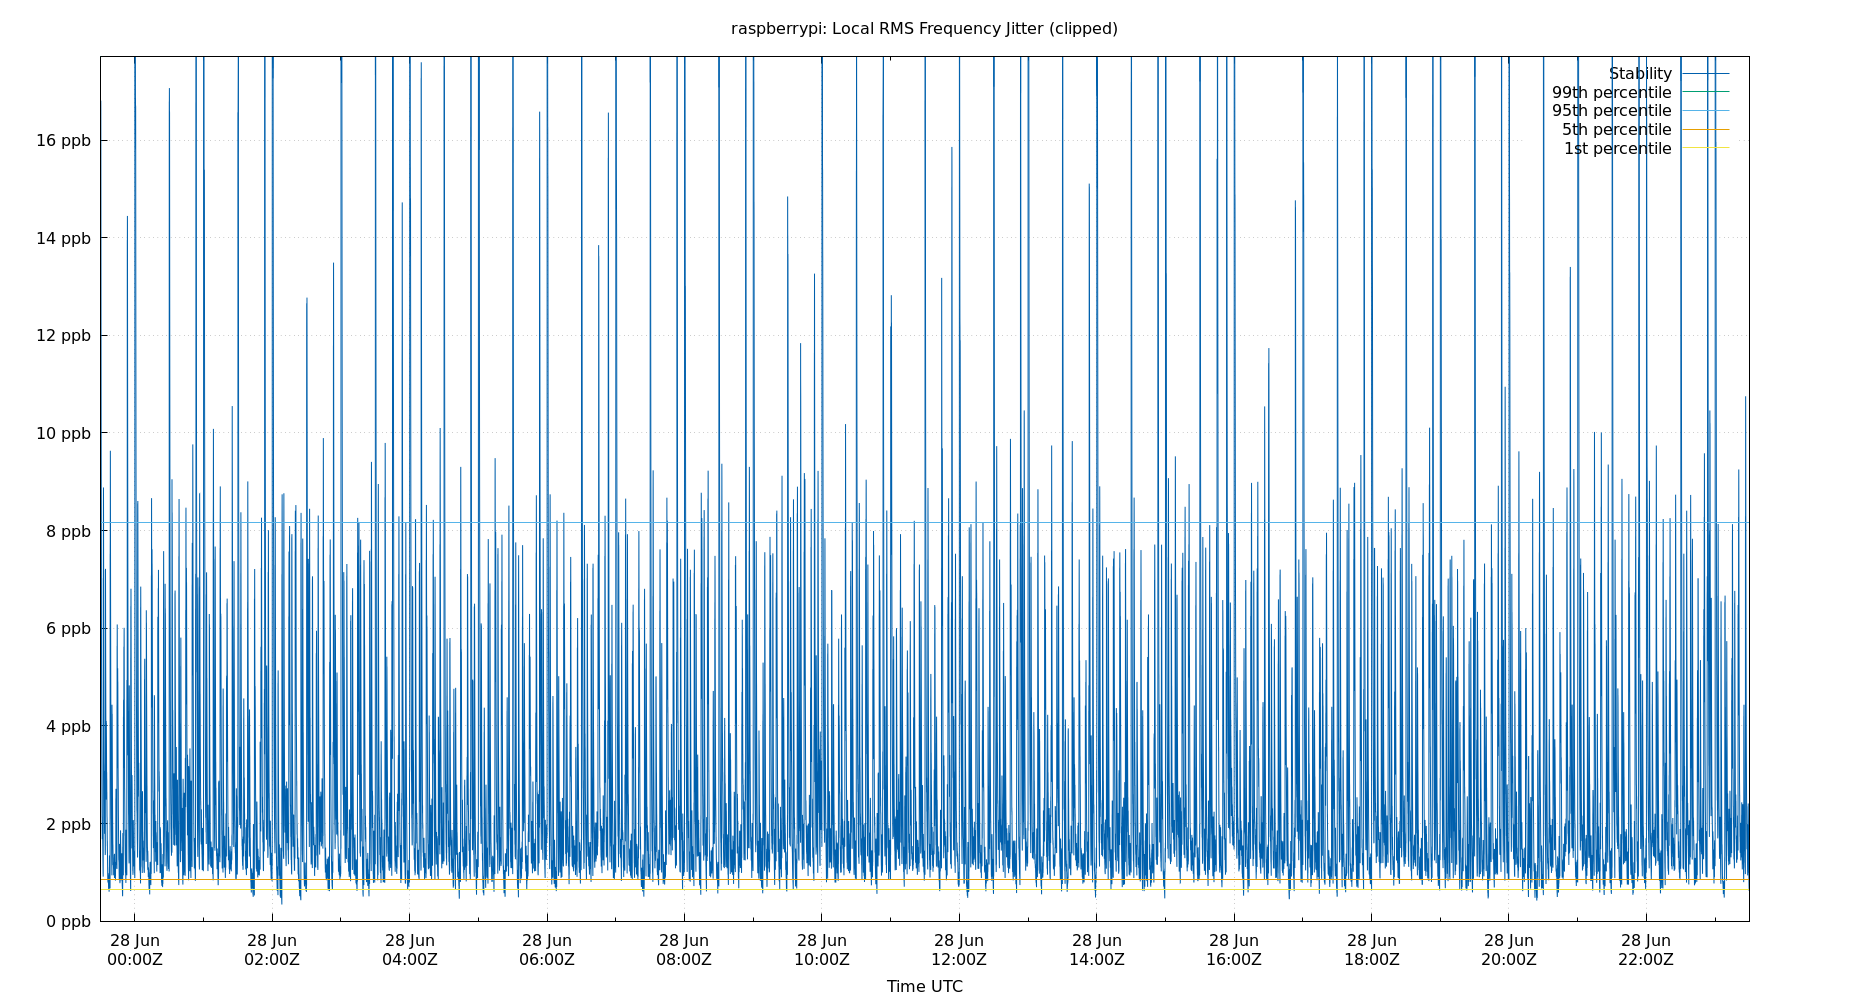 raspberrypi: Local RMS Frequency Jitter (clipped)
Stability
99th percentile
95th percentile
5th percentile
1st percentile
16 ppb
14 ppb
12 ppb
10 ppb
8 ppb
6 ppb
4 ppb
2 ppb
0 ppb
28 Jun 28 Jun 28 Jun 28 Jun 28 Jun 28 Jun 28 Jun 28 Jun 28 Jun 28 Jun 28 Jun 28 Jun
00:00Z 02:00Z 04:00Z 06:00Z 08:00Z 10:00Z 12:00Z 14:00Z 16:00Z 18:00Z 20:00Z 22:00Z
Time UTC